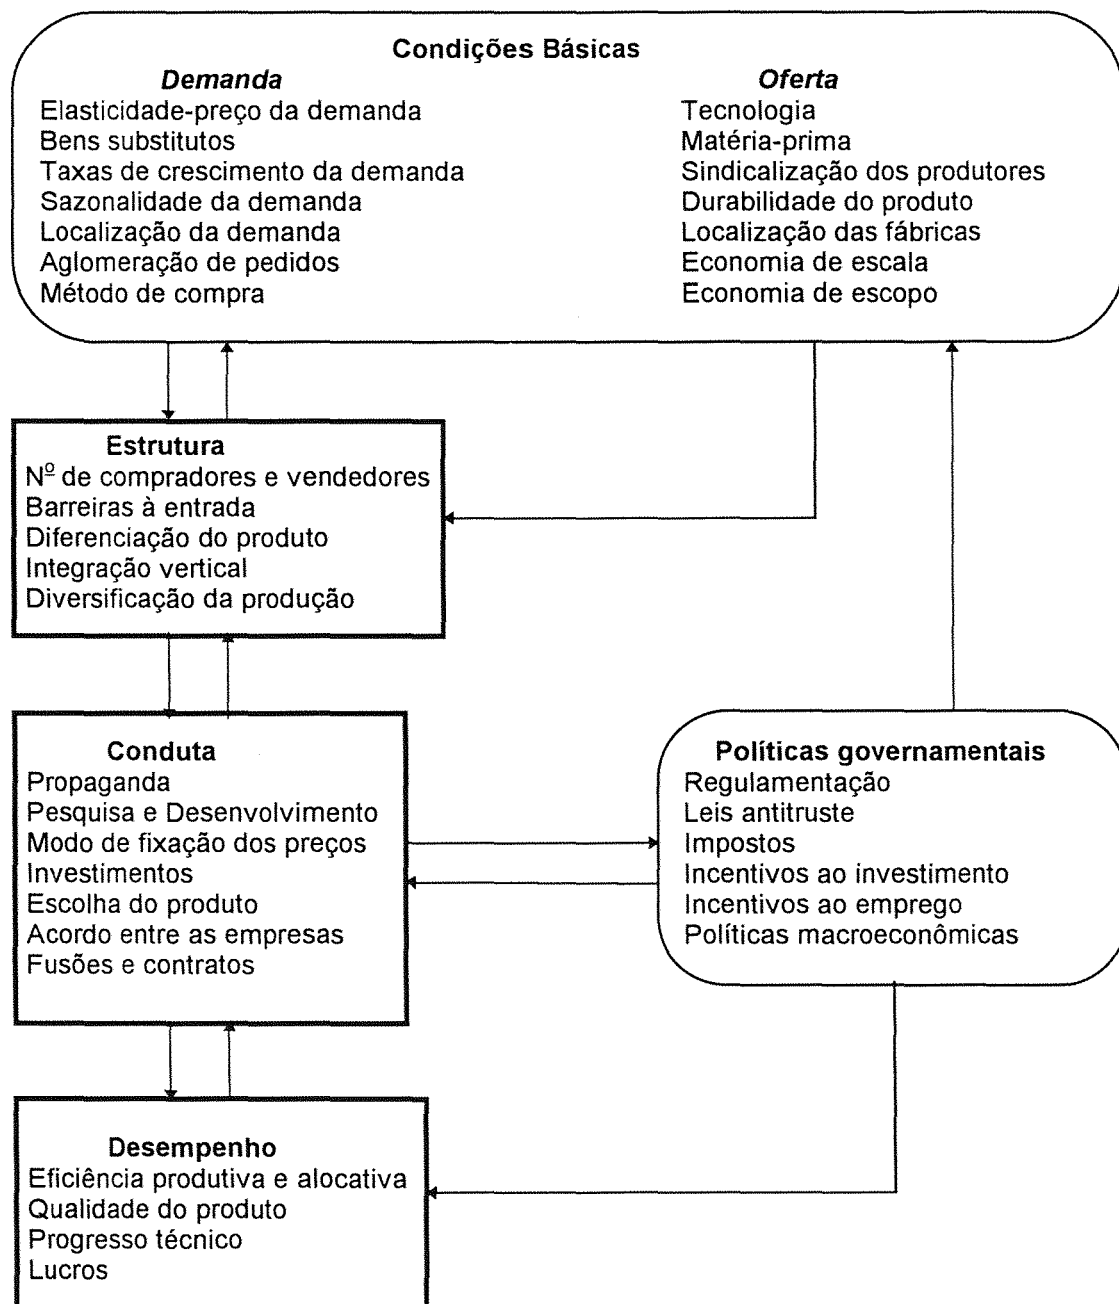 Condições Básicas
Demanda
Elasticidade-preço da demanda
Bens substitutos
Taxas de crescimento da demanda
Sazonalidade da demanda
Localização da demanda
Aglomeração de pedidos
Método de compra
Oferta
Tecnologia
Matéria-prima
Sindicalização dos produtores
Durabilidade do produto
Localização das fábricas
Economia de escala
Economia de escopo
Estrutura
Nº de compradores e vendedores
Barreiras à entrada
Diferenciação do produto
Integração vertical
Diversificação da produção
Conduta
Propaganda
Pesquisa e Desenvolvimento
Modo de fixação dos preços
Investimentos
Escolha do produto
Acordo entre as empresas
Fusões e contratos
Políticas governamentais
Regulamentação
Leis antitruste
Impostos
Incentivos ao investimento
Incentivos ao emprego
Políticas macroeconômicas
Desempenho
Eficiência produtiva e alocativa
Qualidade do produto
Progresso técnico
Lucros